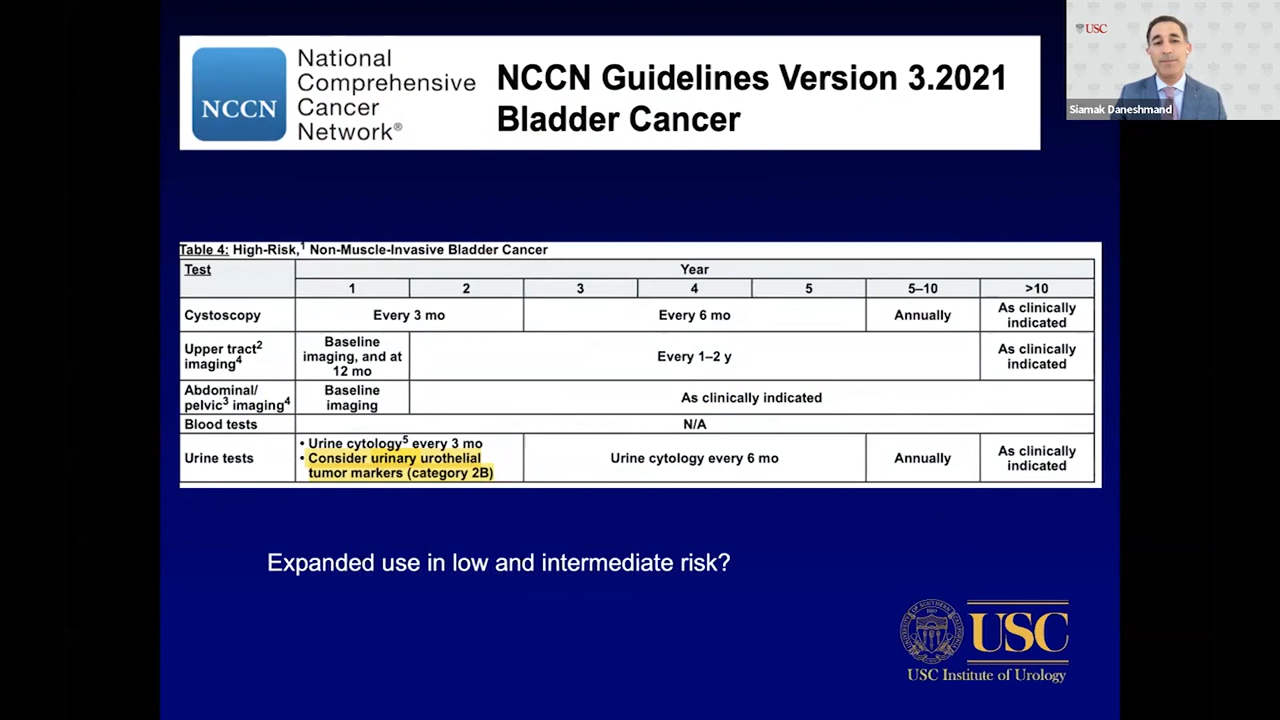 USC
Siamak Daneshmand
NCCN
National
Comprehensive
Cancer
Network®
NCCN Guidelines Version 3.2021
Bladder Cancer
Table 4: High-Risk,1 Non-Muscle-Invasive Bladder Cancer
Test
Year
1 2 3 4 5 5–10 >10
Cystoscopy
Every 3 mo
Every 6 mo
Annually
As clinically
indicated
Upper tract2
imaging4
Baseline
imaging, and at
12 mo
Every 1–2 y
As clinically
indicated
Abdominal/
pelvic3 imaging4
Baseline
imaging
As clinically indicated
Blood tests
N/A
Urine tests
• Urine cytology5 every 3 mo
• Consider urinary urothelial
tumor markers (category 2B)
Urine cytology every 6 mo
Annually
As clinically
indicated
Expanded use in low and intermediate risk?
USC
USC Institute of Urology